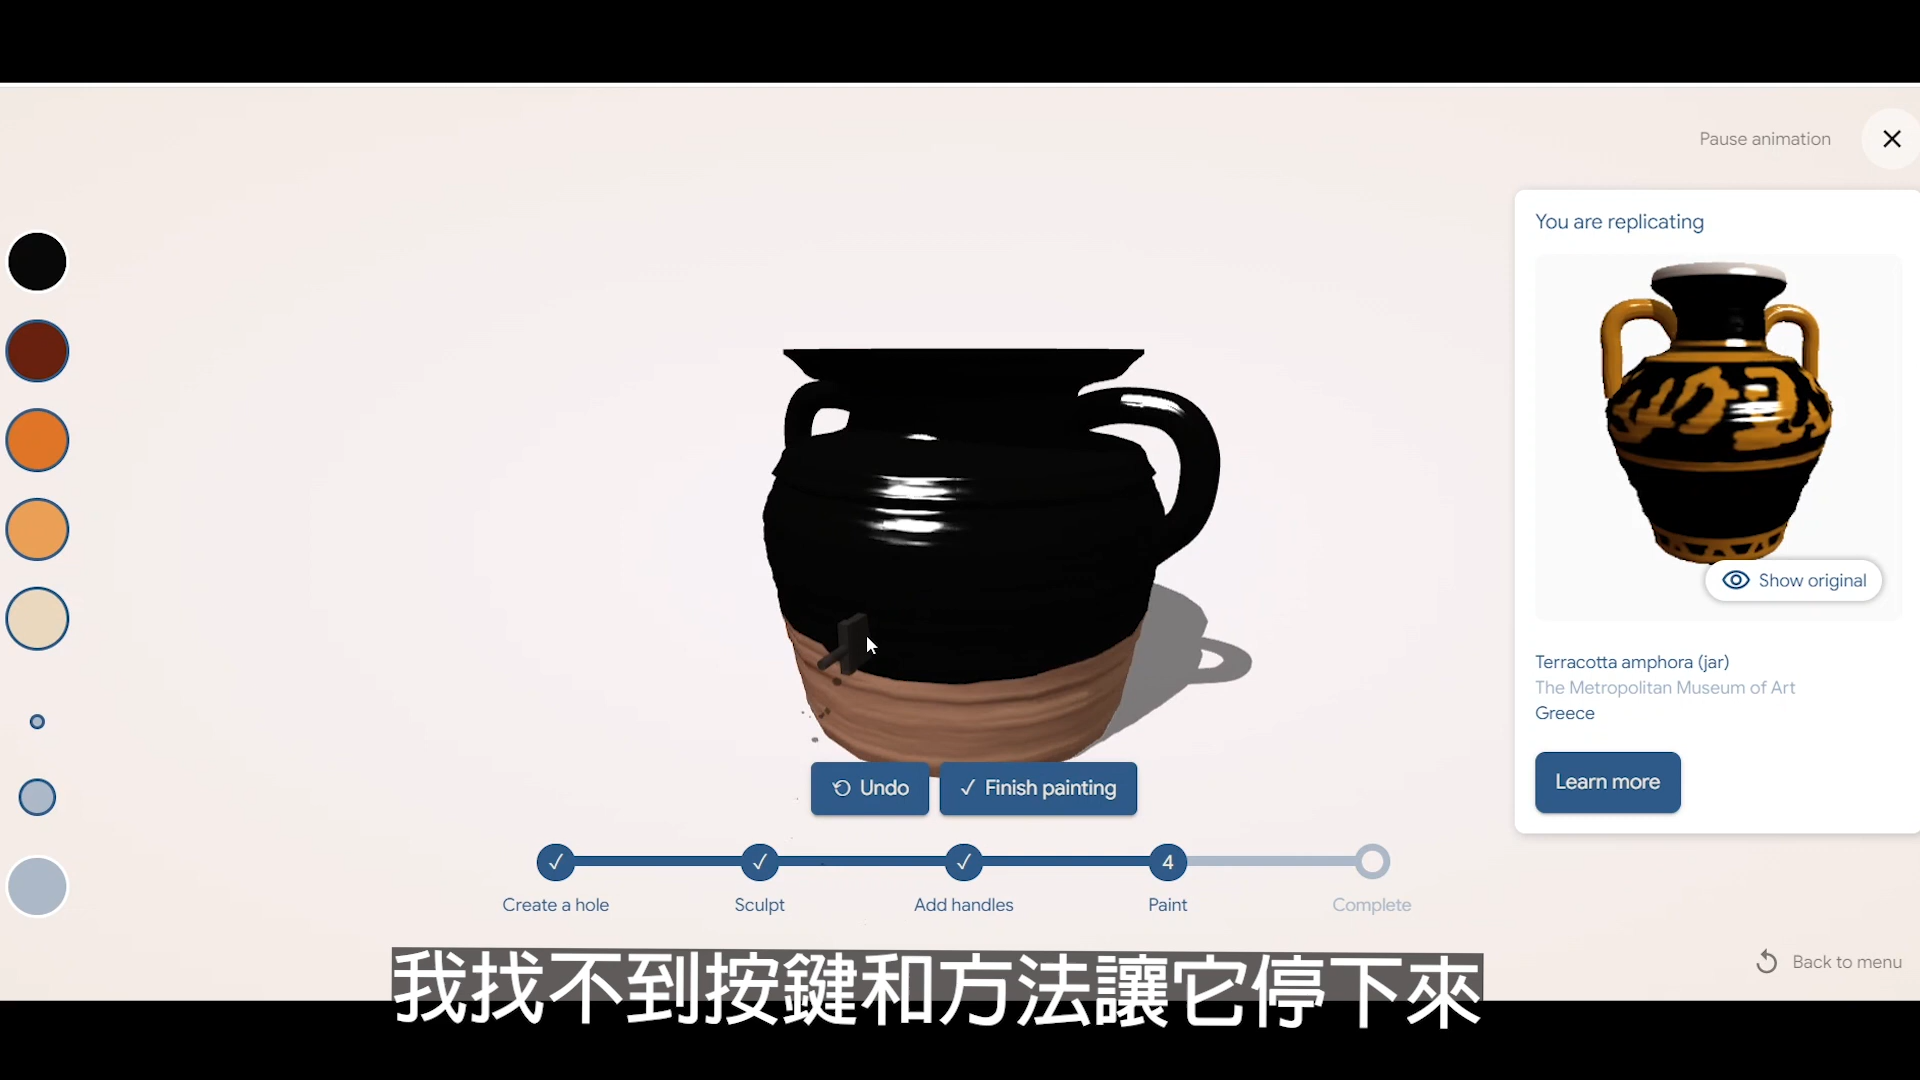 Pause animation
You are replicating
Show original
Terracotta amphora (jar)
The Metropolitan Museum of Art
Greece
Learn more
Undo
Finish painting
4
Create a hole
Sculpt
Add handles
Paint
Complete
Back to menu
我找不到按鍵和方法讓它停下來